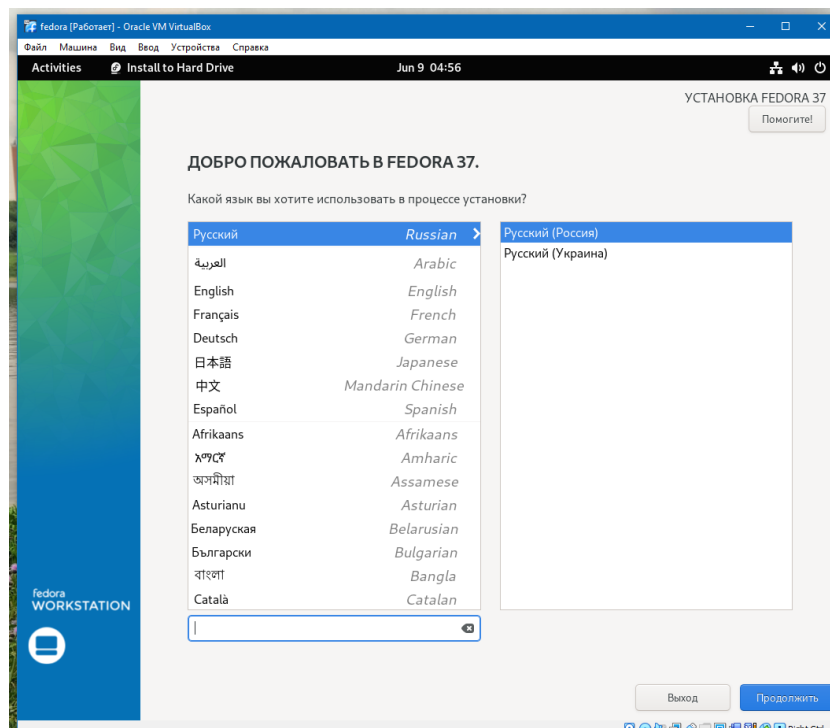 fedora [Работает] - Oracle VM VirtualBox
Файл Машина Вид Ввод Устройства Справка
Activities Install to Hard Drive Jun 9 04:56
УСТАНОВКА FEDORA 37
Помогите!
ДОБРО ПОЖАЛОВАТЬ В FEDORA 37.
Какой язык вы хотите использовать в процессе установки?
Русский Russian Русский (Россия)
Русский (Украина)
العربية Arabic
English English
Français French
Deutsch German
日本語 Japanese
中文 Mandarin Chinese
Español Spanish
Afrikaans Afrikaans
አማርኛ Amharic
অসমীয়া Assamese
Asturianu Asturian
Беларуская Belarusian
Български Bulgarian
বাংলা Bangla
Català Catalan
fedora
WORKSTATION
Выход Продолжить
Right Ctrl